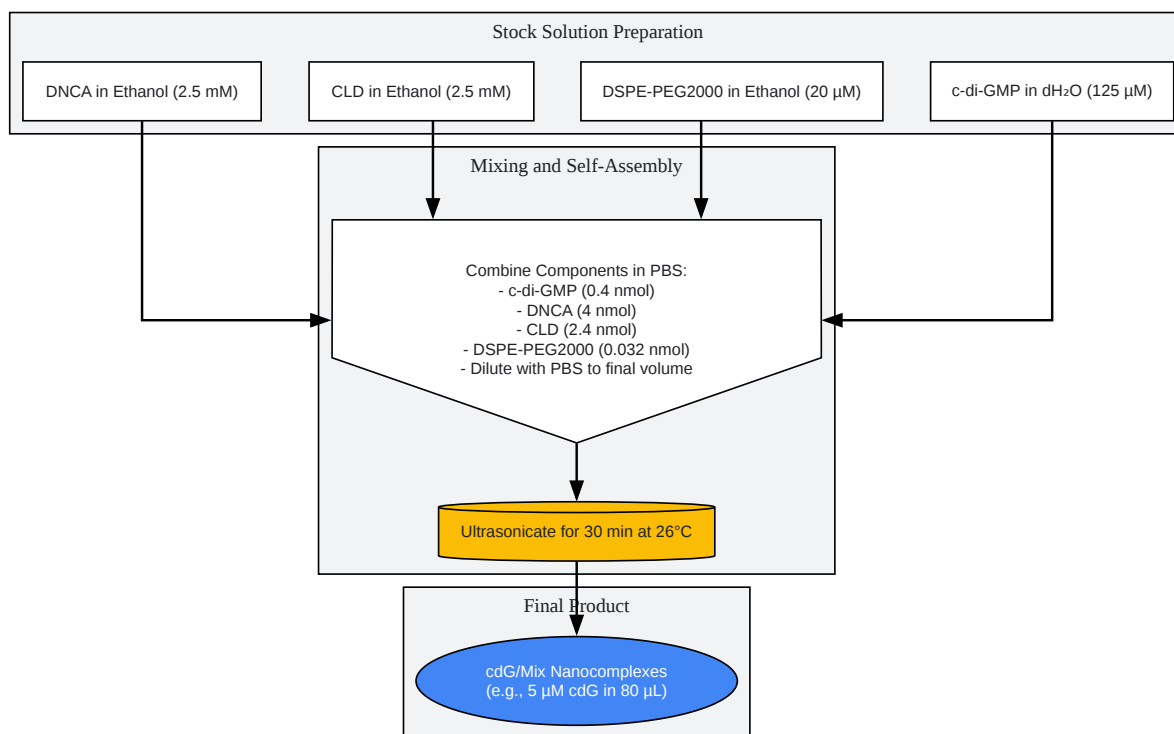 Stock Solution Preparation
DNCA in Ethanol (2.5 mM)
CLD in Ethanol (2.5 mM)
DSPE-PEG2000 in Ethanol (20 µM)
c-di-GMP in dH₂O (125 µM)
Mixing and Self-Assembly
Combine Components in PBS:
- c-di-GMP (0.4 nmol)
- DNCA (4 nmol)
- CLD (2.4 nmol)
- DSPE-PEG2000 (0.032 nmol)
- Dilute with PBS to final volume
Ultrasonicate for 30 min at 26°C
Final Product
cdG/Mix Nanocomplexes
(e.g., 5 µM cdG in 80 µL)